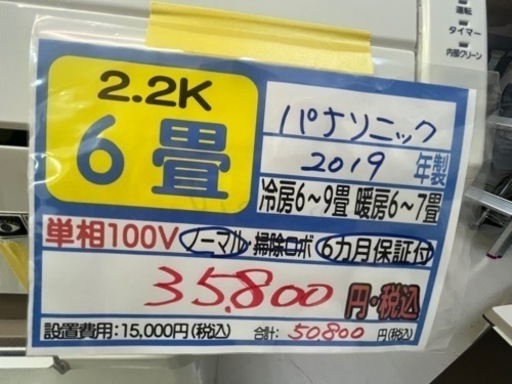 運転
タイマー
内部クリーン
2.2K
6畳
パナソニック
2019 年製
冷房6~9畳 暖房6~7畳
単相100V ノーマル・掃除ロボ 6カ月保証付
35,800 円・税込
設置費用:15,000円(税込) 合計:50,800 円(税込)